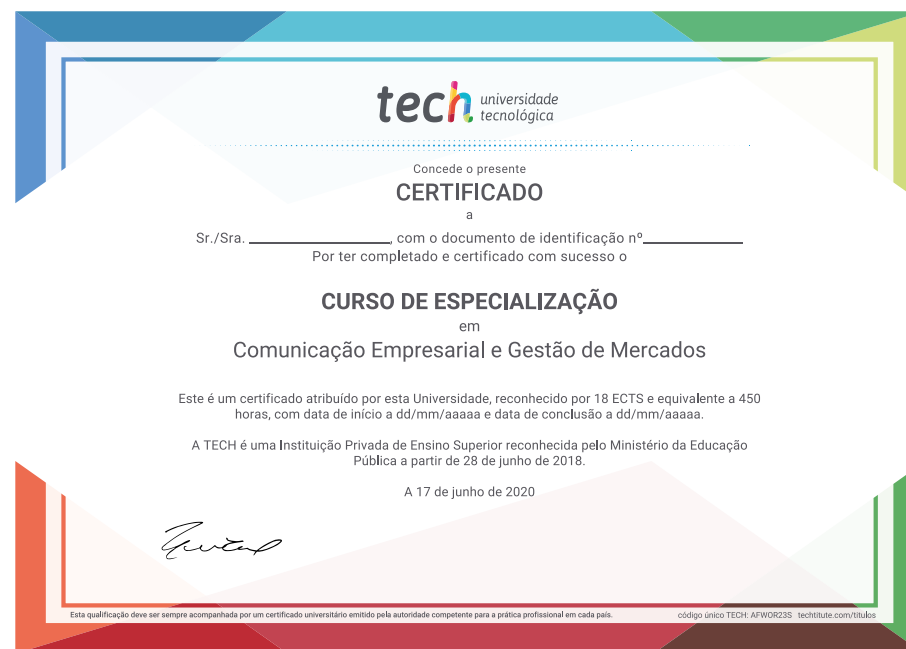 tech universidade
tecnológica
Concede o presente
CERTIFICADO
a
Sr./Sra. ____________________, com o documento de identificação nº______________
Por ter completado e certificado com sucesso o
CURSO DE ESPECIALIZAÇÃO
em
Comunicação Empresarial e Gestão de Mercados
Este é um certificado atribuído por esta Universidade, reconhecido por 18 ECTS e equivalente a 450
horas, com data de início a dd/mm/aaaaa e data de conclusão a dd/mm/aaaaa.
A TECH é uma Instituição Privada de Ensino Superior reconhecida pelo Ministério da Educação
Pública a partir de 28 de junho de 2018.
A 17 de junho de 2020
Esta qualificação deve ser sempre acompanhada por um certificado universitário emitido pela autoridade competente para a prática profissional em cada país.
código único TECH: AFWOR23S techtitute.com/títulos